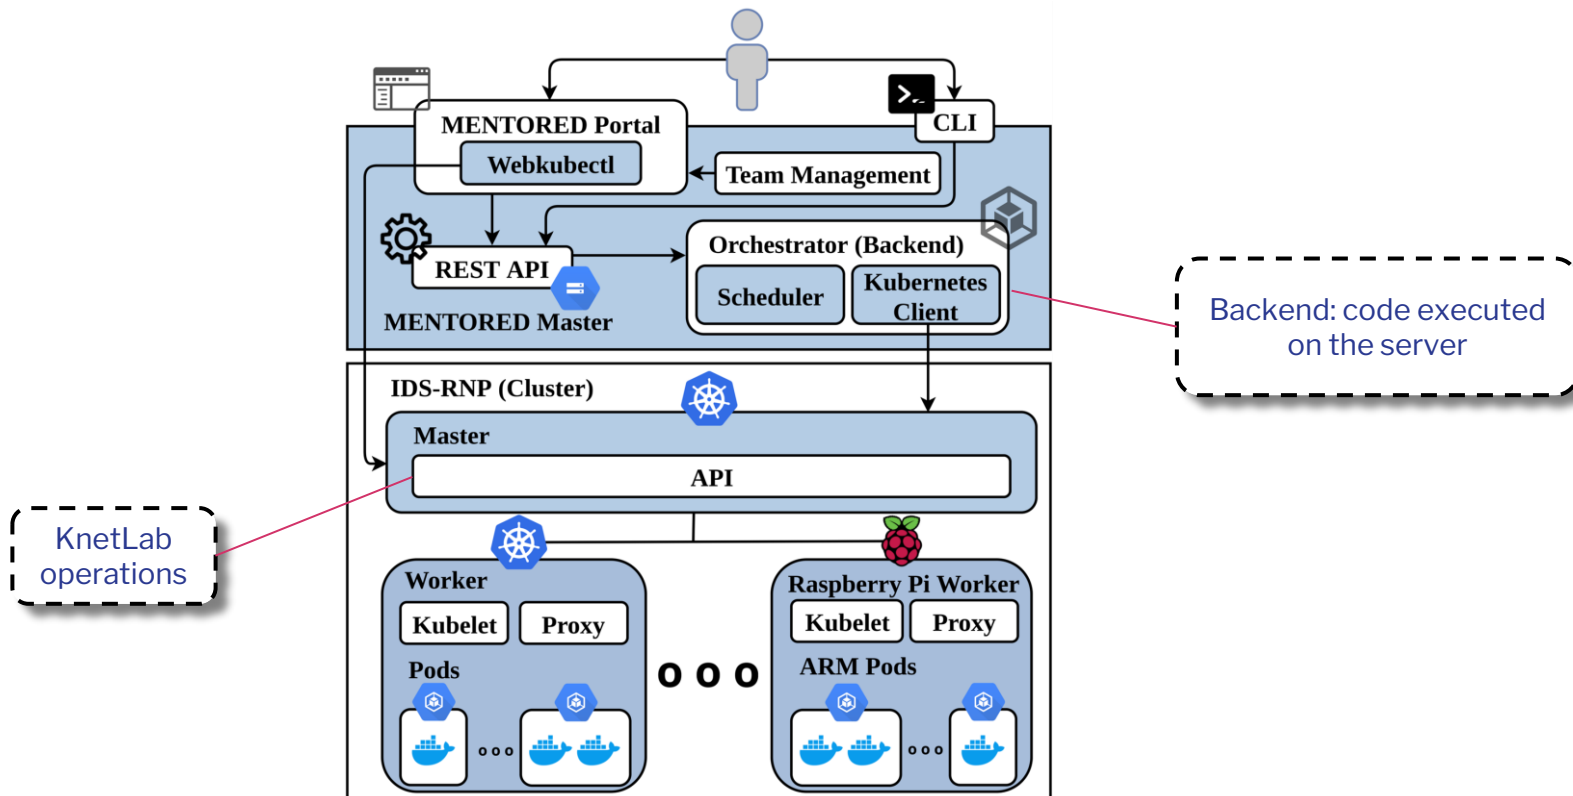 MENTORED Portal
CLI
Webkubectl
Team Management
Orchestrator (Backend)
REST API
Scheduler
Kubernetes
Client
MENTORED Master
Backend: code executed
on the server
IDS-RNP (Cluster)
Master
API
KnetLab
operations
Worker
Kubelet
Proxy
Pods
Raspberry Pi Worker
Kubelet
Proxy
ARM Pods